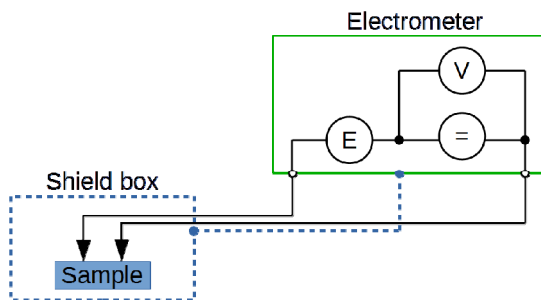 Electrometer
V
E
=
Shield box
Sample